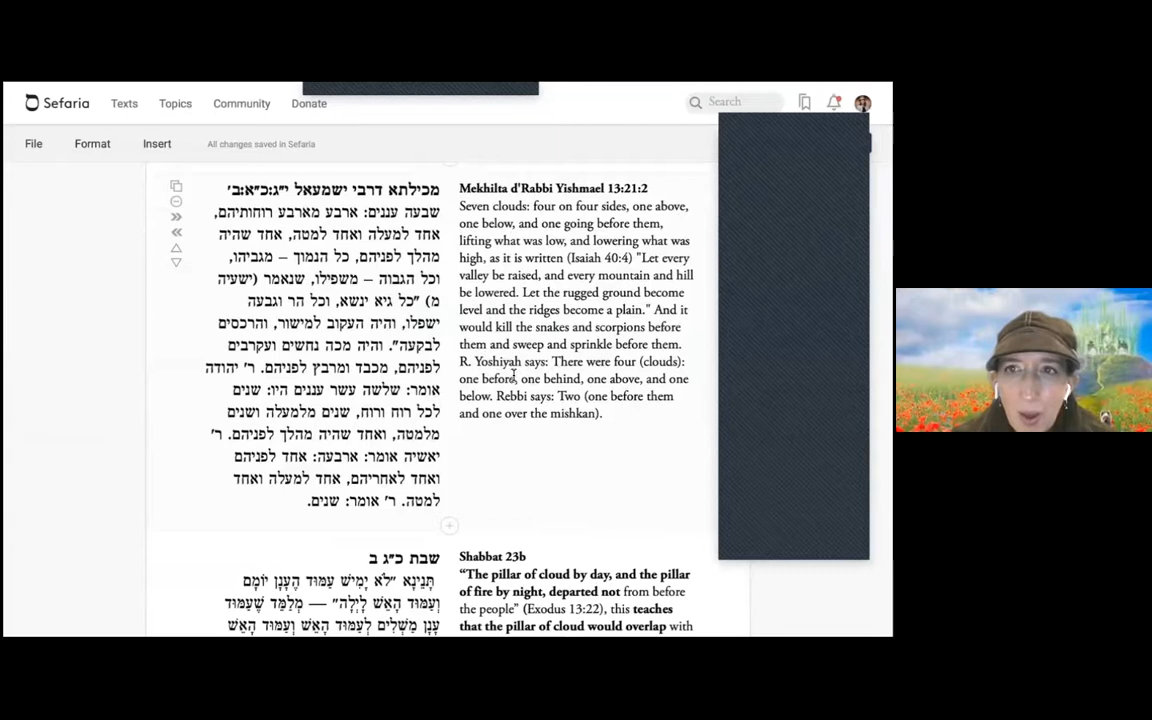 Sefaria Texts Topics Community Donate Search
File Format Insert All changes saved in Sefaria
מכילתא דרבי ישמעאל י״ג:כ״א:ב׳
שבעה עננים: ארבע מארבע רוחותיהם,
אחד למעלה ואחד למטה, אחד שהיה
מהלך לפניהם, כל הנמוך – מגביהו,
וכל הגבוה – משפילו, שנאמר (ישעיה
מ) ״כל גיא ינשא, וכל הר וגבעה
ישפלו, והיה העקוב למישור, והרכסים
לבקעה״. והיה מכה נחשים ועקרבים
לפניהם, מכבד ומרבץ לפניהם. ר׳ יהודה
אומר: שלשה עשר עננים היו: שנים
לכל רוח ורוח, שנים מלמעלה ושנים
מלמטה, ואחד שהיה מהלך לפניהם. ר׳
יאשיה אומר: ארבעה: אחד לפניהם
ואחד לאחריהם, אחד למעלה ואחד
למטה. ר׳ אומר: שנים.
Mekhilta d'Rabbi Yishmael 13:21:2
Seven clouds: four on four sides, one above,
one below, and one going before them,
lifting what was low, and lowering what was
high, as it is written (Isaiah 40:4) "Let every
valley be raised, and every mountain and hill
be lowered. Let the rugged ground become
level and the ridges become a plain." And it
would kill the snakes and scorpions before
them and sweep and sprinkle before them.
R. Yoshiyah says: There were four (clouds):
one before, one behind, one above, and one
below. Rebbi says: Two (one before them
and one over the mishkan).
שבת כ״ג ב
תָּנֵינָא ״לֹא יָמִישׁ עַמּוּד הֶעָנָן יוֹמָם
וְעַמּוּד הָאֵשׁ לָיְלָה״ — מְלַמֵּד שֶׁעַמּוּד
עָנָן מַשְׁלִים לְעַמּוּד הָאֵשׁ וְעַמּוּד הָאֵשׁ
Shabbat 23b
“The pillar of cloud by day, and the pillar
of fire by night, departed not from before
the people” (Exodus 13:22), this teaches
that the pillar of cloud would overlap with